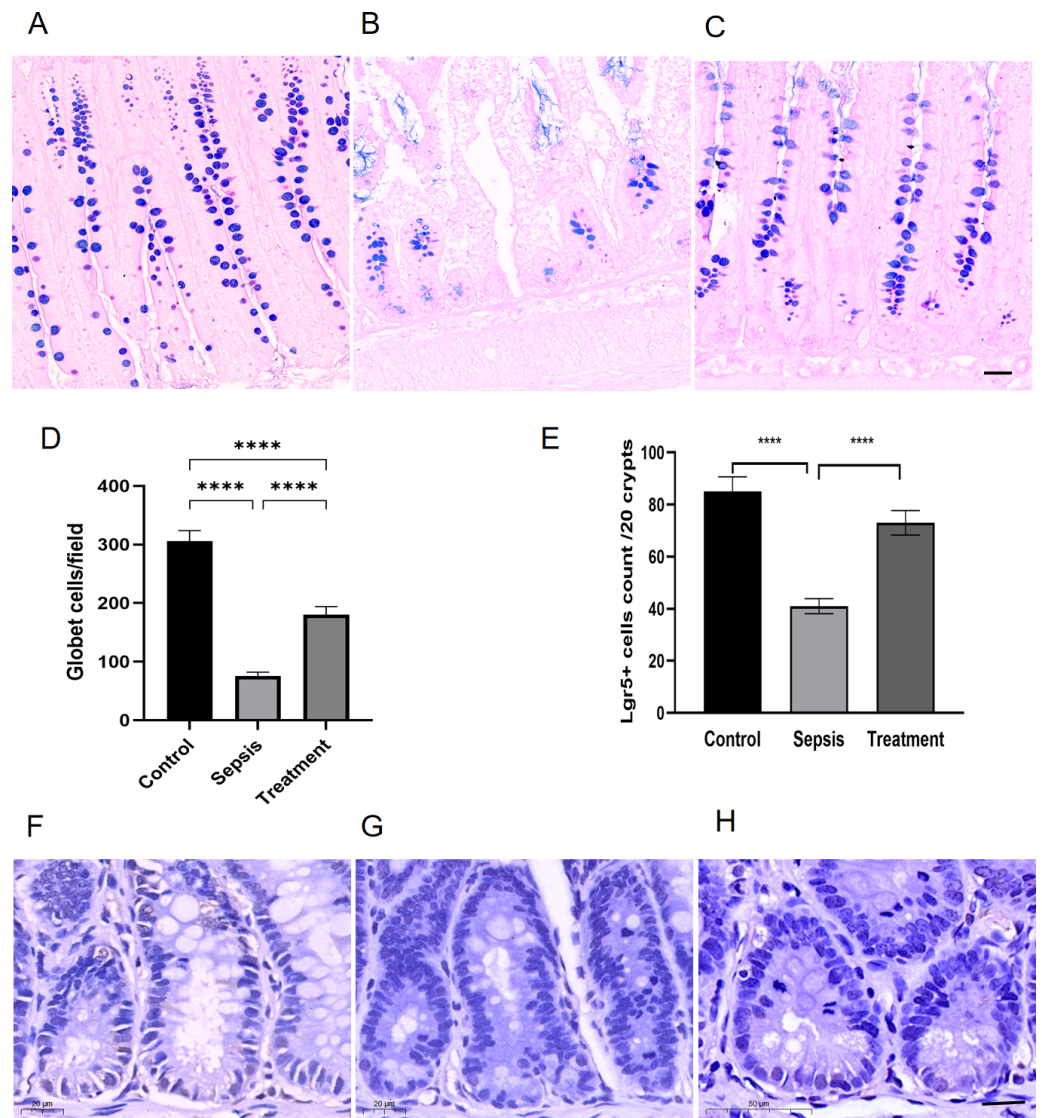 A
B
C
D
****
**** ****
400
300
200
100
0
Globet cells/field
Control
Sepsis
Treatment
E
**** ****
100
80
60
40
20
0
Lgr5+ cells count /20 crypts
Control Sepsis Treatment
F
G
H
20 µm
20 µm
50 µm